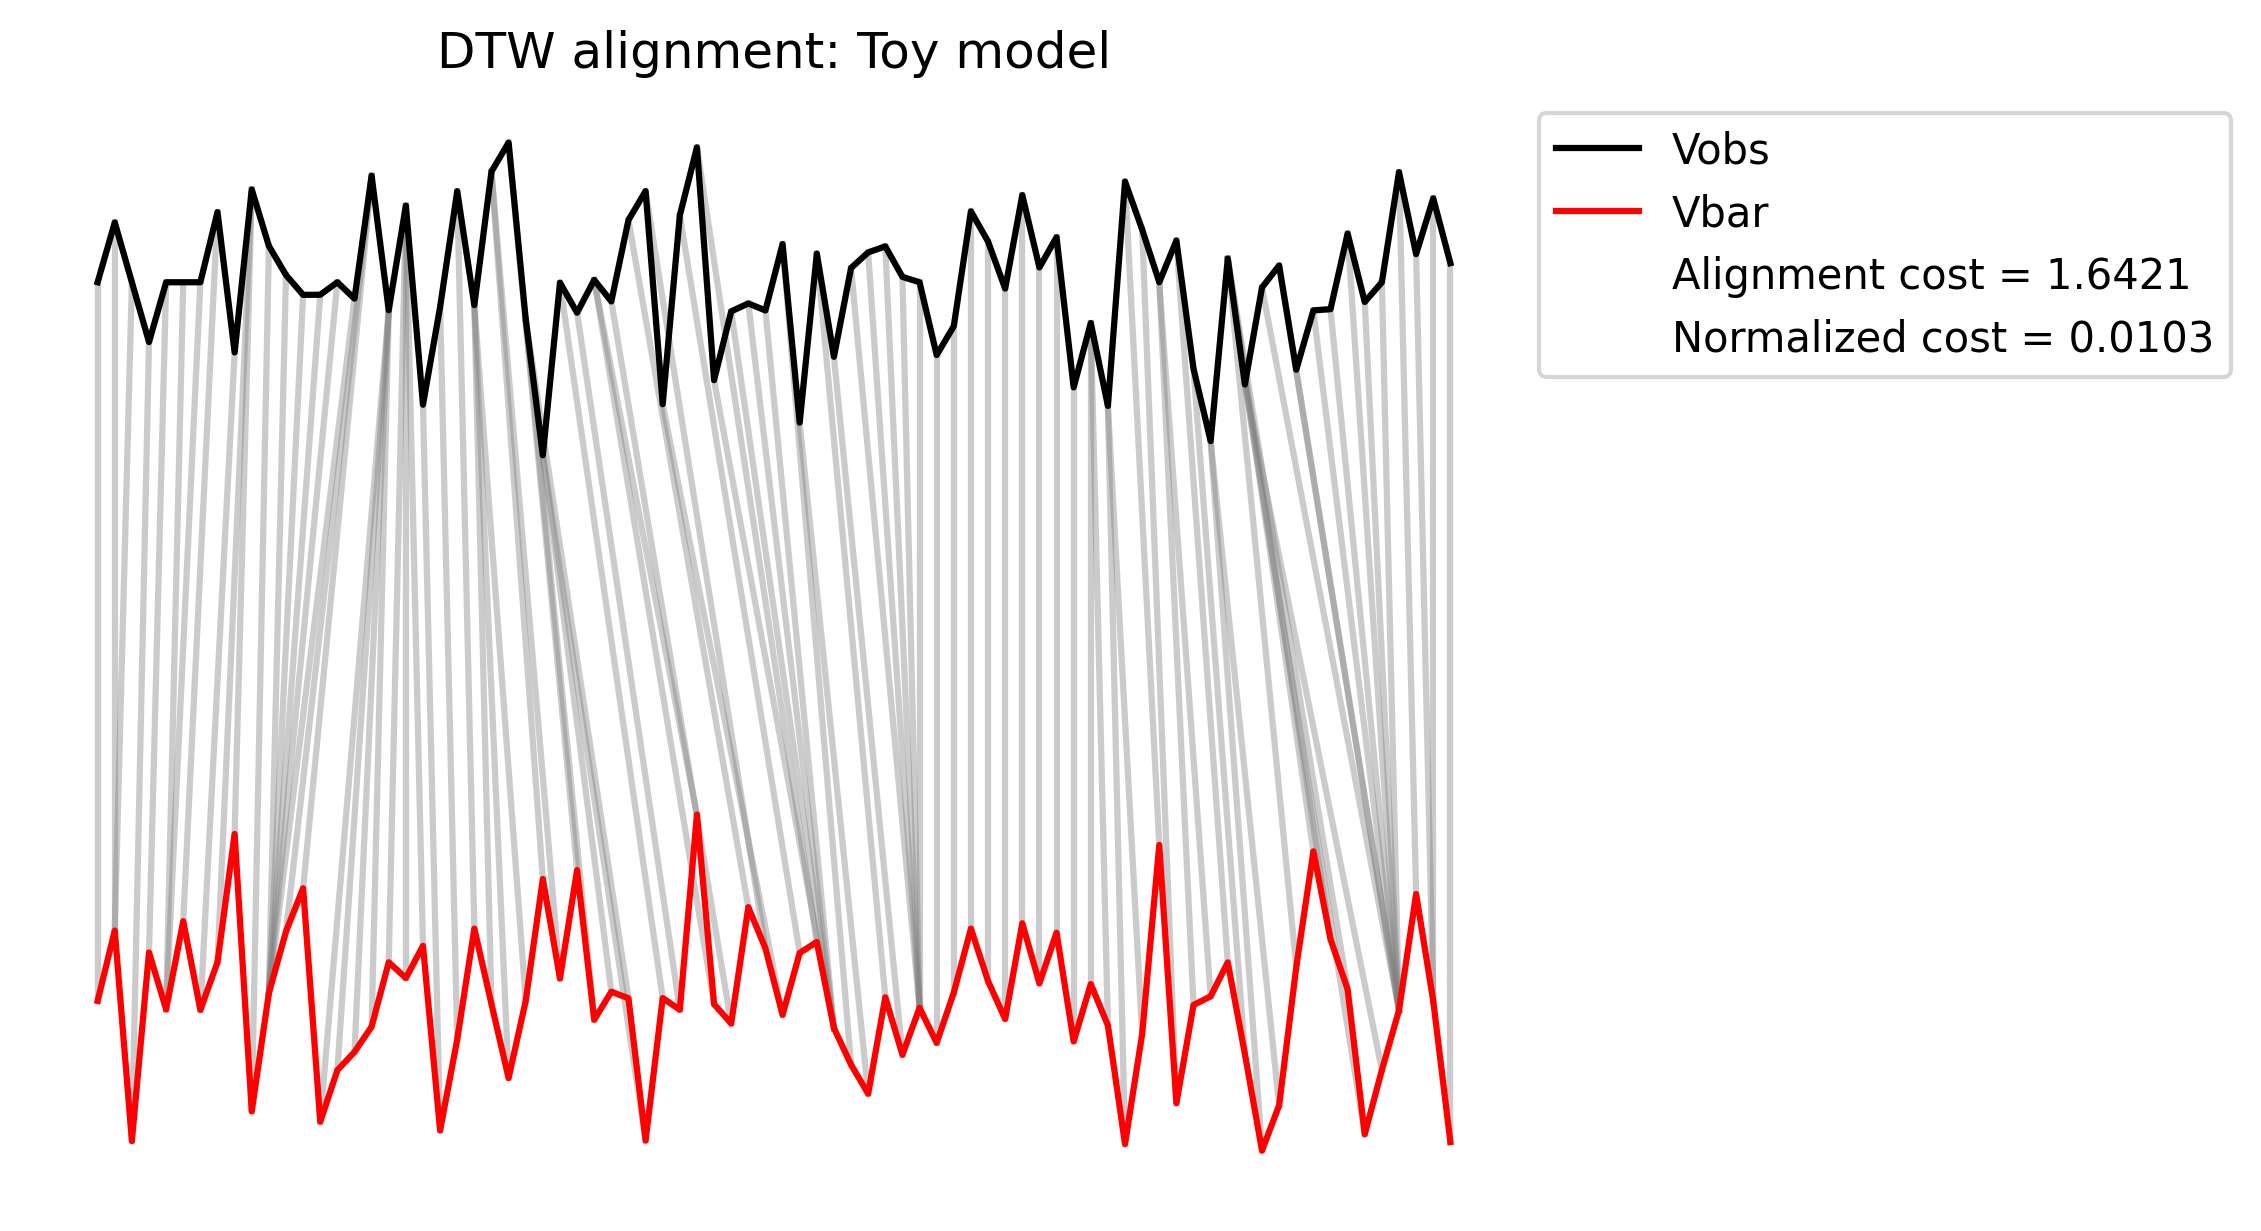 DTW alignment: Toy model
Vobs
Vbar
Alignment cost = 1.6421
Normalized cost = 0.0103